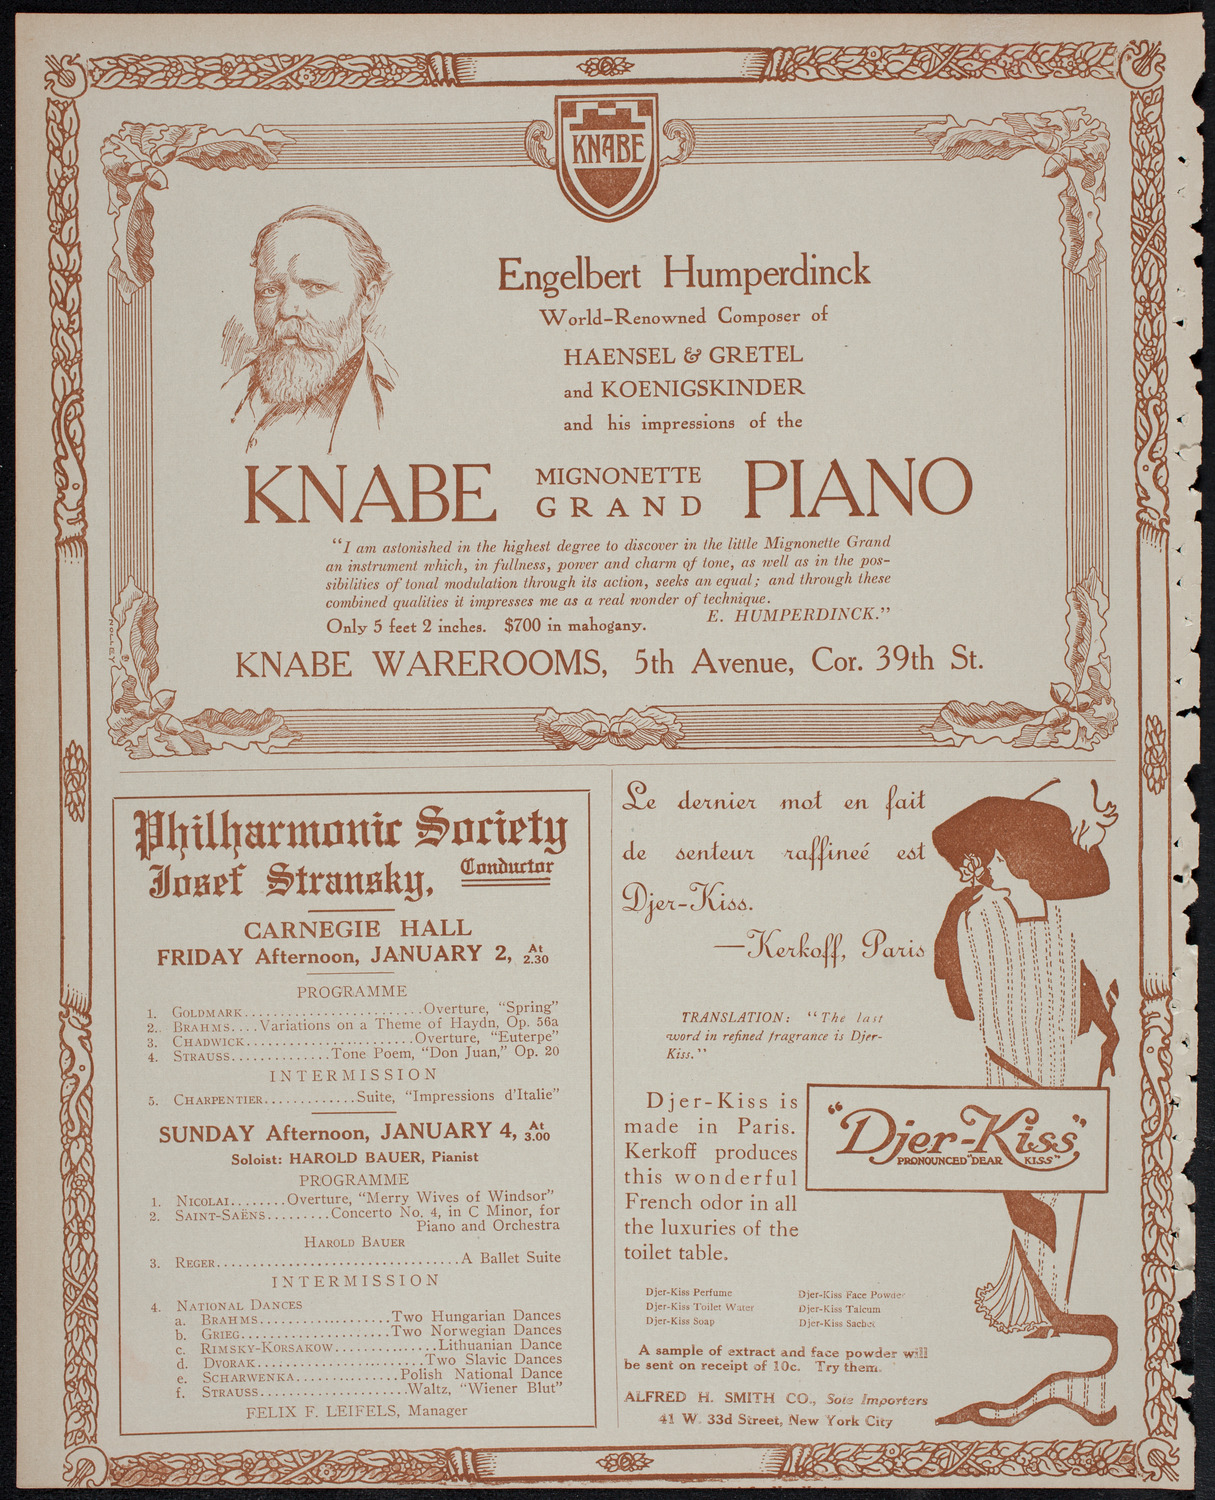 KNABE
Engelbert Humperdinck
World-Renowned Composer of
HAENSEL & GRETEL
and KOENIGSKINDER
and his impressions of the
KNABE MIGNONETTE GRAND PIANO
"I am astonished in the highest degree to discover in the little Mignonette Grand
an instrument which, in fullness, power and charm of tone, as well as in the pos-
sibilities of tonal modulation through its action, seeks an equal; and through these
combined qualities it impresses me as a real wonder of technique.
E. HUMPERDINCK."
Only 5 feet 2 inches. $700 in mahogany.
KNABE WAREROOMS, 5th Avenue, Cor. 39th St.
Philharmonic Society
Josef Stransky, Conductor
CARNEGIE HALL
FRIDAY Afternoon, JANUARY 2, At 2.30
PROGRAMME
1. GOLDMARK..........................Overture, "Spring"
2. BRAHMS....Variations on a Theme of Haydn, Op. 56a
3. CHADWICK........................Overture, "Euterpe"
4. STRAUSS..............Tone Poem, "Don Juan," Op. 20
INTERMISSION
5. CHARPENTIER.............Suite, "Impressions d'Italie"
SUNDAY Afternoon, JANUARY 4, At 3.00
Soloist: HAROLD BAUER, Pianist
PROGRAMME
1. NICOLAI........Overture, "Merry Wives of Windsor"
2. SAINT-SAËNS.........Concerto No. 4, in C Minor, for
Piano and Orchestra
HAROLD BAUER
3. REGER...................................A Ballet Suite
INTERMISSION
4. NATIONAL DANCES
a. BRAHMS...................Two Hungarian Dances
b. GRIEG.....................Two Norwegian Dances
c. RIMSKY-KORSAKOW...............Lithuanian Dance
d. DVORAK........................Two Slavic Dances
e. SCHARWENKA...............Polish National Dance
f. STRAUSS.....................Waltz, "Wiener Blut"
FELIX F. LEIFELS, Manager
Le dernier mot en fait
de senteur raffineé est
Djer-Kiss.
—Kerkoff, Paris
TRANSLATION: "The last
word in refined fragrance is Djer-
Kiss."
Djer-Kiss is
made in Paris.
Kerkoff produces
this wonderful
French odor in all
the luxuries of the
toilet table.
"Djer-Kiss"
PRONOUNCED "DEAR KISS"
Djer-Kiss Perfume Djer-Kiss Face Powder
Djer-Kiss Toilet Water Djer-Kiss Talcum
Djer-Kiss Soap Djer-Kiss Sachet
A sample of extract and face powder will
be sent on receipt of 10c. Try them.
ALFRED H. SMITH CO., Sole Importers
41 W. 33d Street, New York City